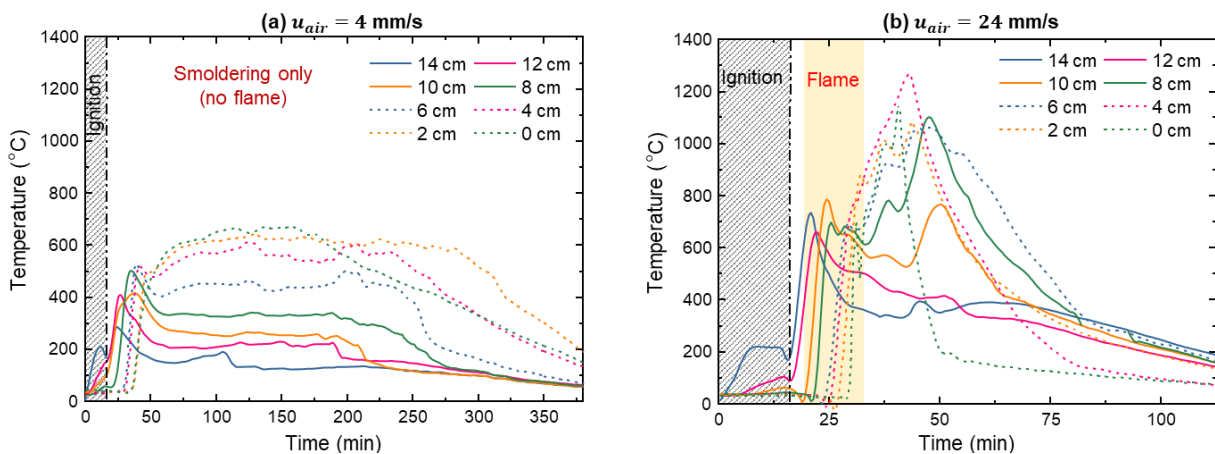 (a) u_air = 4 mm/s
1400
1200
1000
800
600
400
200
0
Temperature (°C)
Ignition
Smoldering only
(no flame)
14 cm 12 cm
10 cm 8 cm
6 cm 4 cm
2 cm 0 cm
0 50 100 150 200 250 300 350
Time (min)
(b) u_air = 24 mm/s
1400
1200
1000
800
600
400
200
0
Temperature (°C)
Ignition
Flame
14 cm 12 cm
10 cm 8 cm
6 cm 4 cm
2 cm 0 cm
0 25 50 75 100
Time (min)